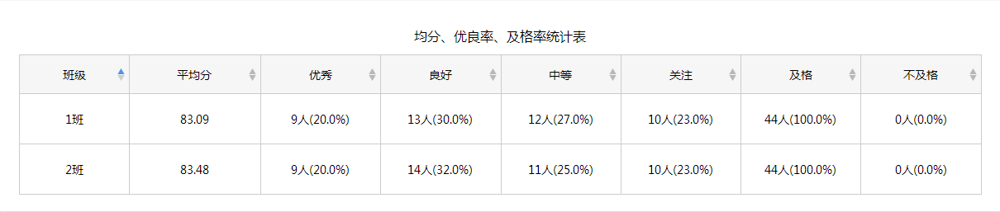 均分、优良率、及格率统计表
班级 平均分 优秀 良好 中等 关注 及格 不及格
1班 83.09 9人(20.0%) 13人(30.0%) 12人(27.0%) 10人(23.0%) 44人(100.0%) 0人(0.0%)
2班 83.48 9人(20.0%) 14人(32.0%) 11人(25.0%) 10人(23.0%) 44人(100.0%) 0人(0.0%)